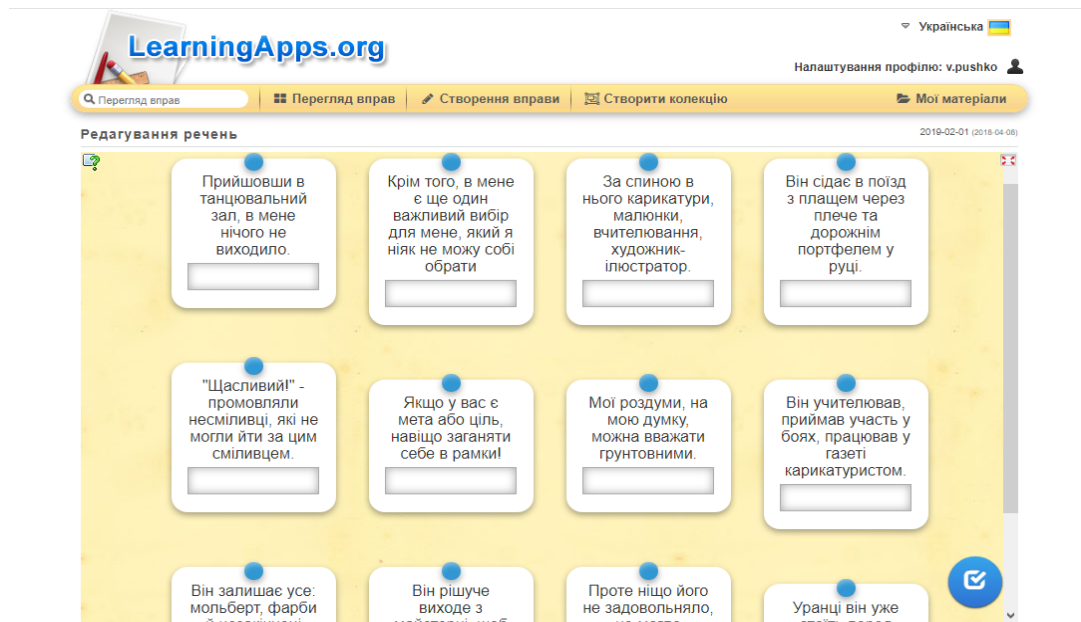 LearningApps.org
Українська
Налаштування профілю: v.pushko
Перегляд вправ
Перегляд вправ
Створення вправи
Створити колекцію
Мої матеріали
Редагування речень
2019-02-01 (2018-04-08)
Прийшовши в
танцювальний
зал, в мене
нічого не
виходило.
Крім того, в мене
є ще один
важливий вибір
для мене, який я
ніяк не можу собі
обрати
За спиною в
нього карикатури,
малюнки,
вчителювання,
художник-
ілюстратор.
Він сідає в поїзд
з плащем через
плече та
дорожнім
портфелем у
руці.
"Щасливий!" -
промовляли
несміливці, які не
могли йти за цим
сміливцем.
Якщо у вас є
мета або ціль,
навіщо заганяти
себе в рамки!
Мої роздуми, на
мою думку,
можна вважати
грунтовними.
Він учителював,
приймав участь у
боях, працював у
газеті
карикатуристом.
Він залишає усе:
мольберт, фарби
Він рішуче
виходе з
Проте ніщо його
не задовольняло,
Уранці він уже